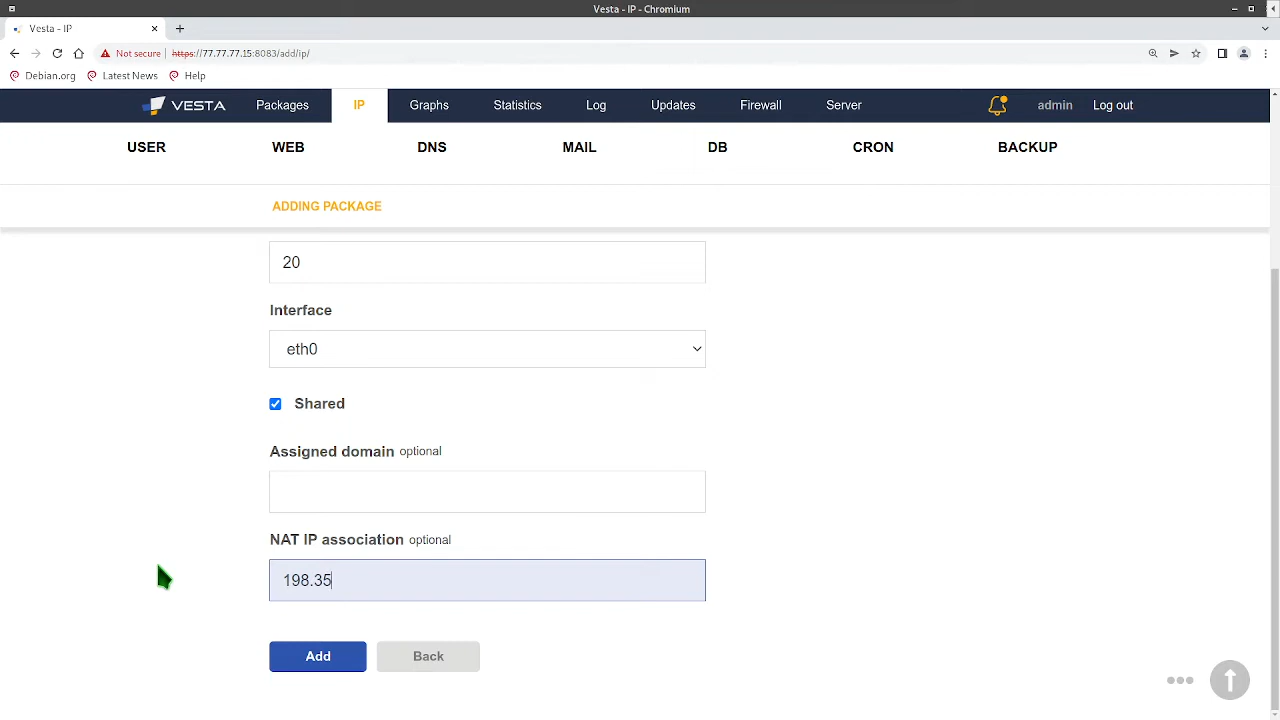 Vesta - IP - Chromium
Vesta - IP
Not secure https://77.77.77.15:8083/add/ip/
Debian.org Latest News Help
VESTA Packages IP Graphs Statistics Log Updates Firewall Server admin Log out
USER WEB DNS MAIL DB CRON BACKUP
ADDING PACKAGE
20
Interface
eth0
Shared
Assigned domain optional
NAT IP association optional
198.35
Add Back